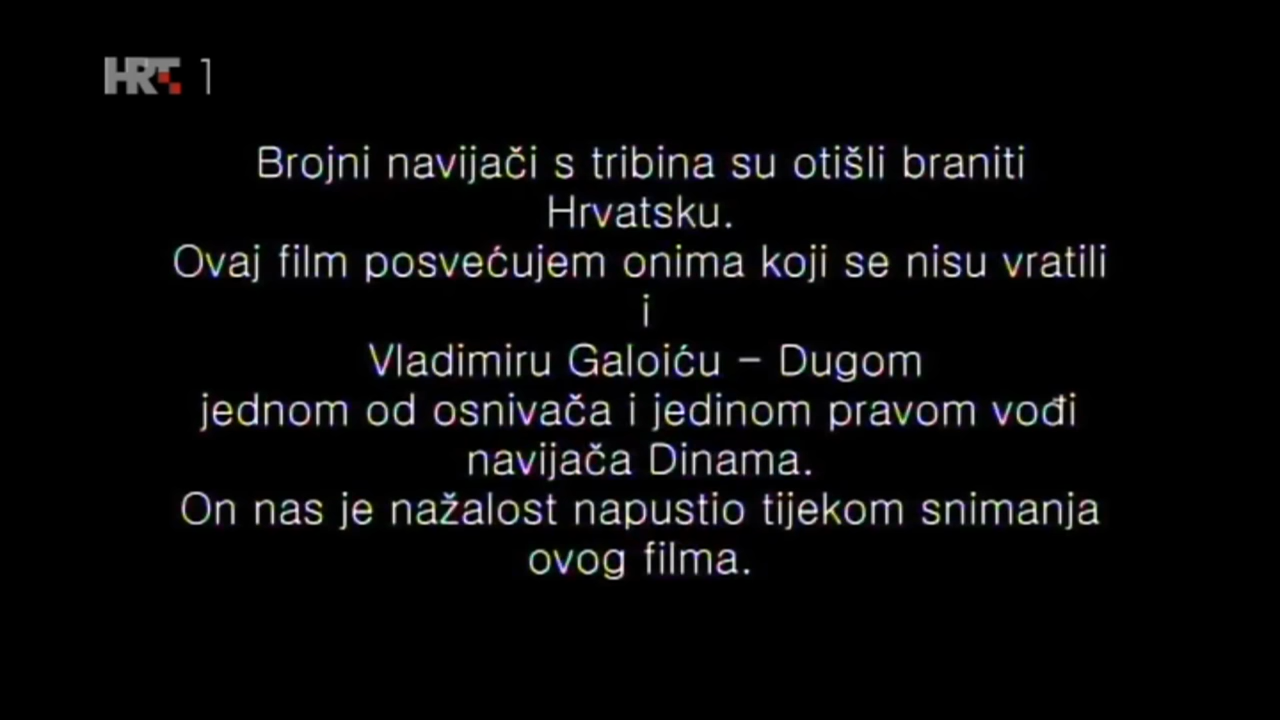 HRT 1
Brojni navijači s tribina su otišli braniti
Hrvatsku.
Ovaj film posvećujem onima koji se nisu vratili
i
Vladimiru Galoiću – Dugom
jednom od osnivača i jedinom pravom vođi
navijača Dinama.
On nas je nažalost napustio tijekom snimanja
ovog filma.